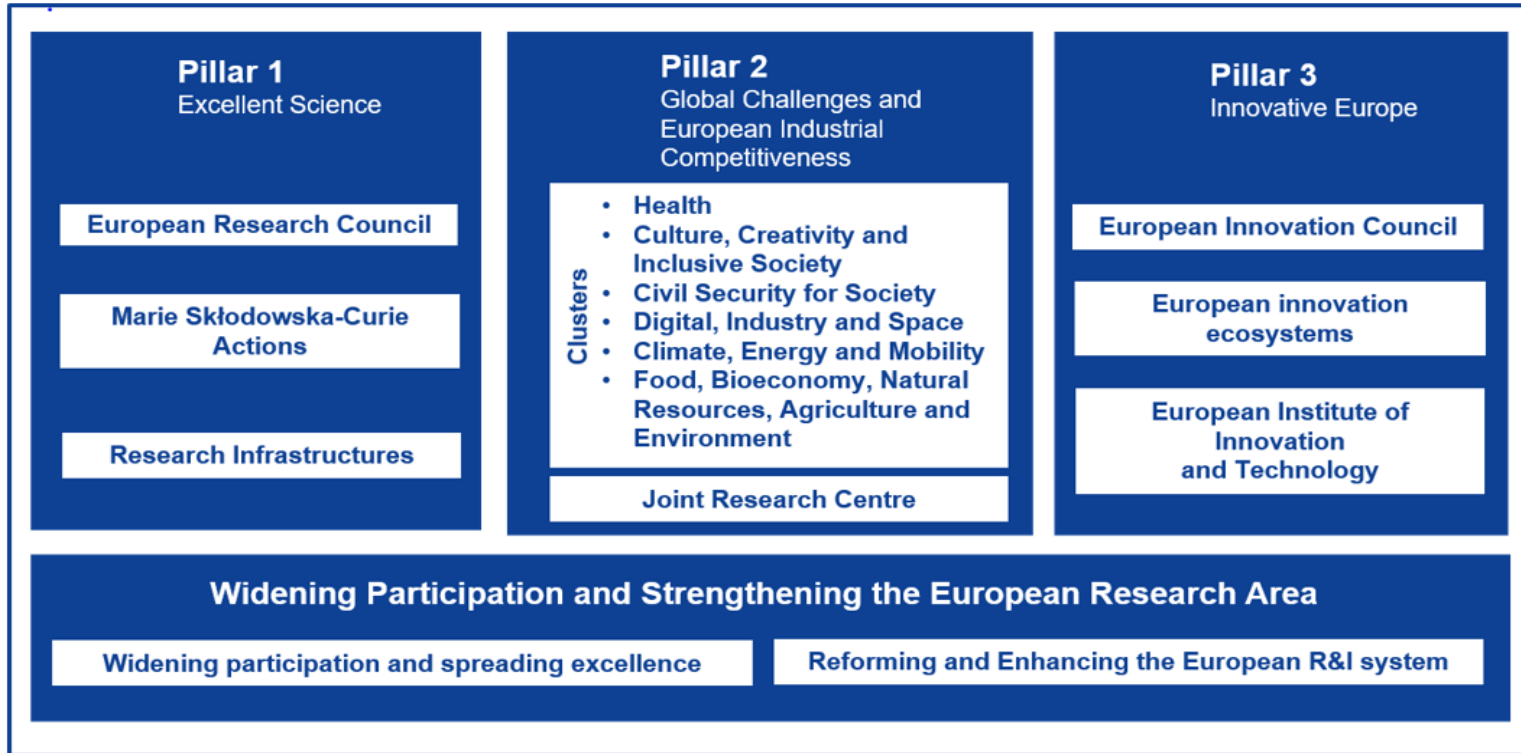 Pillar 1
Excellent Science
European Research Council
Marie Skłodowska-Curie
Actions
Research Infrastructures
Pillar 2
Global Challenges and
European Industrial
Competitiveness
Clusters
• Health
• Culture, Creativity and
Inclusive Society
• Civil Security for Society
• Digital, Industry and Space
• Climate, Energy and Mobility
• Food, Bioeconomy, Natural
Resources, Agriculture and
Environment
Joint Research Centre
Pillar 3
Innovative Europe
European Innovation Council
European innovation
ecosystems
European Institute of
Innovation
and Technology
Widening Participation and Strengthening the European Research Area
Widening participation and spreading excellence
Reforming and Enhancing the European R&I system